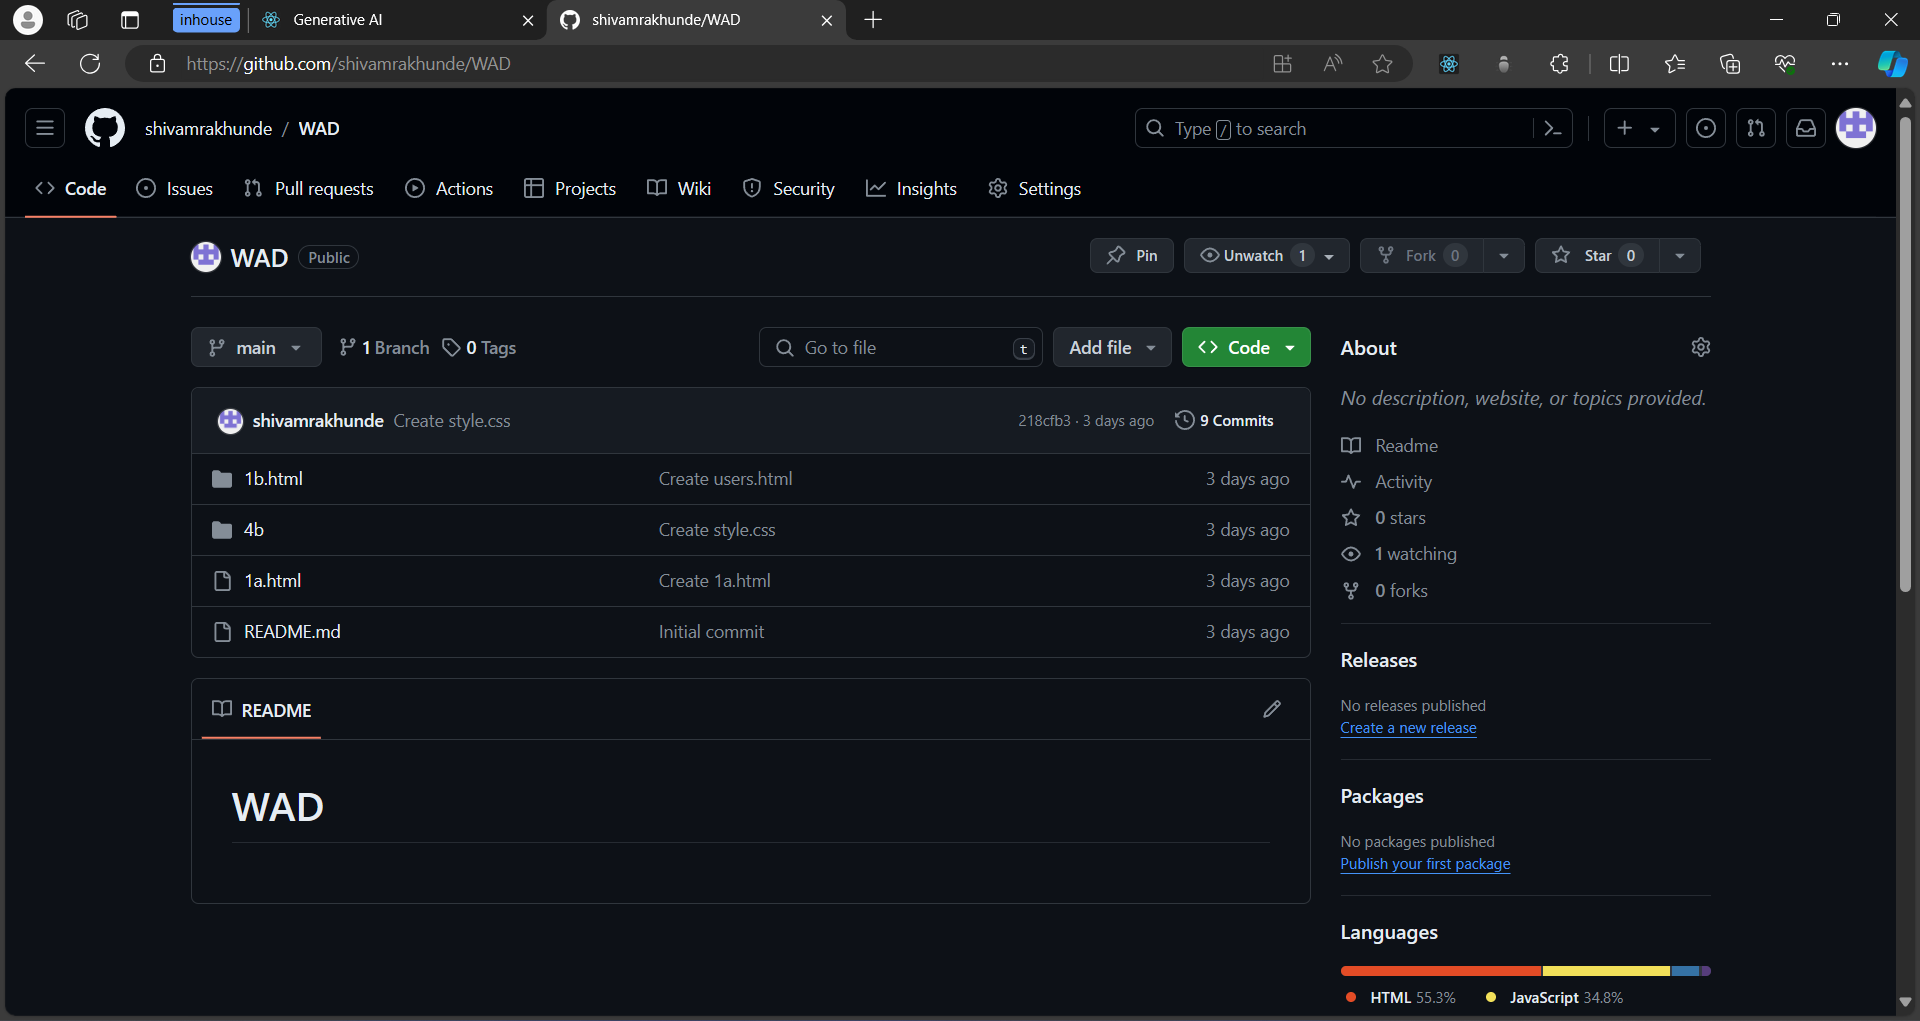 inhouse Generative AI shivamrakhunde/WAD
https://github.com/shivamrakhunde/WAD
shivamrakhunde / WAD Type / to search
Code Issues Pull requests Actions Projects Wiki Security Insights Settings
WAD Public Pin Unwatch 1 Fork 0 Star 0
main 1 Branch 0 Tags Go to file t Add file Code
shivamrakhunde Create style.css 218cfb3 · 3 days ago 9 Commits
1b.html Create users.html 3 days ago
4b Create style.css 3 days ago
1a.html Create 1a.html 3 days ago
README.md Initial commit 3 days ago
README
WAD
About
No description, website, or topics provided.
Readme
Activity
0 stars
1 watching
0 forks
Releases
No releases published
Create a new release
Packages
No packages published
Publish your first package
Languages
HTML 55.3% JavaScript 34.8%